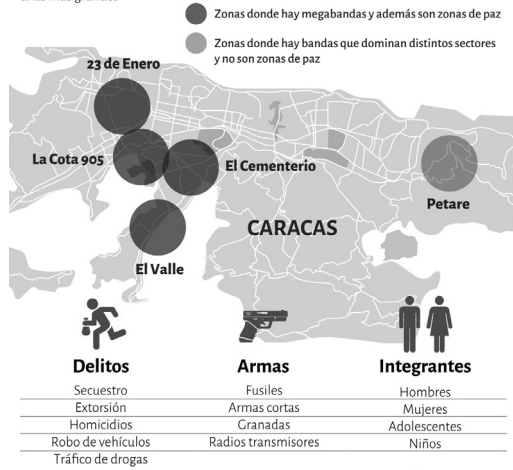 Zonas donde hay megabandas y además son zonas de paz
Zonas donde hay bandas que dominan distintos sectores
y no son zonas de paz
23 de Enero
La Cota 905
El Cementerio
Petare
CARACAS
El Valle
Delitos
Secuestro
Extorsión
Homicidios
Robo de vehículos
Tráfico de drogas
Armas
Fusiles
Armas cortas
Granadas
Radios transmisores
Integrantes
Hombres
Mujeres
Adolescentes
Niños